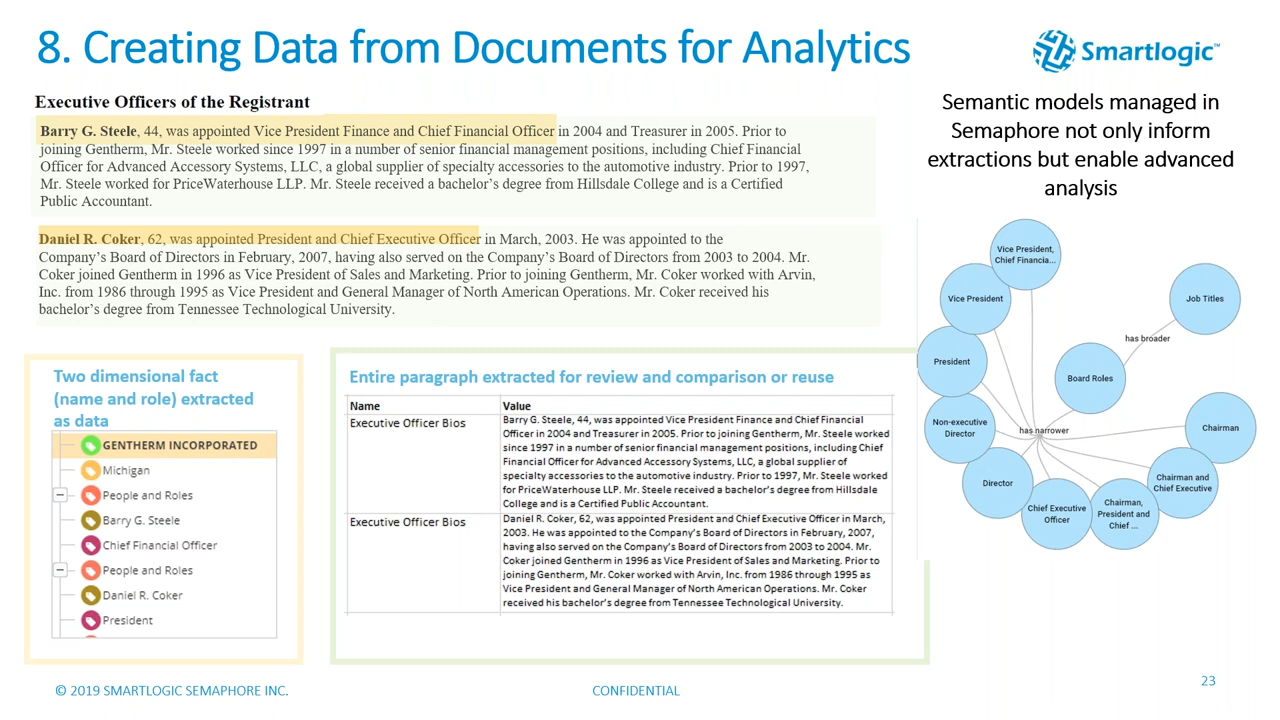 8. Creating Data from Documents for Analytics
Smartlogic™
Executive Officers of the Registrant
Barry G. Steele, 44, was appointed Vice President Finance and Chief Financial Officer in 2004 and Treasurer in 2005. Prior to
joining Gentherm, Mr. Steele worked since 1997 in a number of senior financial management positions, including Chief Financial
Officer for Advanced Accessory Systems, LLC, a global supplier of specialty accessories to the automotive industry. Prior to 1997,
Mr. Steele worked for PriceWaterhouse LLP. Mr. Steele received a bachelor's degree from Hillsdale College and is a Certified
Public Accountant.
Daniel R. Coker, 62, was appointed President and Chief Executive Officer in March, 2003. He was appointed to the
Company's Board of Directors in February, 2007, having also served on the Company's Board of Directors from 2003 to 2004. Mr.
Coker joined Gentherm in 1996 as Vice President of Sales and Marketing. Prior to joining Gentherm, Mr. Coker worked with Arvin,
Inc. from 1986 through 1995 as Vice President and General Manager of North American Operations. Mr. Coker received his
bachelor's degree from Tennessee Technological University.
Semantic models managed in
Semaphore not only inform
extractions but enable advanced
analysis
Vice President,
Chief Financia...
Vice President
Job Titles
has broader
President
Board Roles
Non-executive
Director
has narrower
Chairman
Director
Chairman and
Chief Executive
Chief Executive
Officer
Chairman,
President and
Chief ...
Two dimensional fact
(name and role) extracted
as data
GENTHERM INCORPORATED
Michigan
People and Roles
Barry G. Steele
Chief Financial Officer
People and Roles
Daniel R. Coker
President
Entire paragraph extracted for review and comparison or reuse
Name Value
Executive Officer Bios
Barry G. Steele, 44, was appointed Vice President Finance and Chief Financial
Officer in 2004 and Treasurer in 2005. Prior to joining Gentherm, Mr. Steele worked
since 1997 in a number of senior financial management positions, including Chief
Financial Officer for Advanced Accessory Systems, LLC, a global supplier of
specialty accessories to the automotive industry. Prior to 1997, Mr. Steele worked
for PriceWaterhouse LLP. Mr. Steele received a bachelor's degree from Hillsdale
College and is a Certified Public Accountant.
Executive Officer Bios
Daniel R. Coker, 62, was appointed President and Chief Executive Officer in March,
2003. He was appointed to the Company's Board of Directors in February, 2007,
having also served on the Company's Board of Directors from 2003 to 2004. Mr.
Coker joined Gentherm in 1996 as Vice President of Sales and Marketing. Prior to
joining Gentherm, Mr. Coker worked with Arvin, Inc. from 1986 through 1995 as
Vice President and General Manager of North American Operations. Mr. Coker
received his bachelor's degree from Tennessee Technological University.
© 2019 SMARTLOGIC SEMAPHORE INC.
CONFIDENTIAL
23